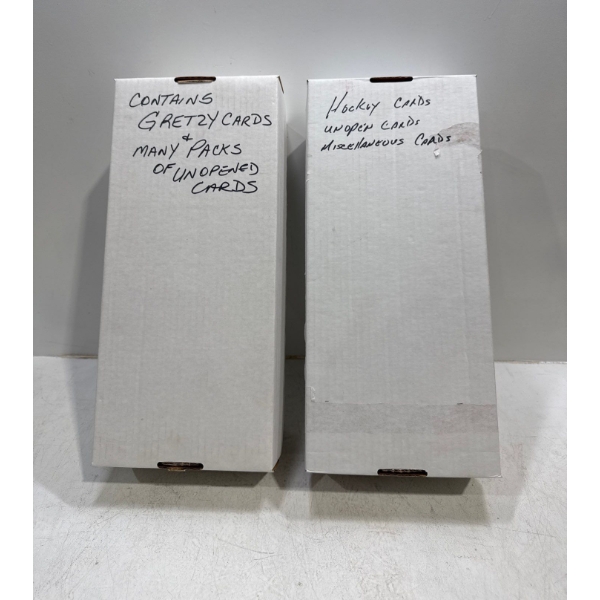 CONTAINS
GRETZY CARDS
+
MANY PACKS
OF UNOPENED
CARDS
HOCKEY CARDS
UNOPEN CARDS
MISCELLANEOUS CARDS